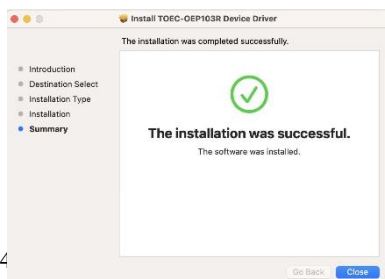 Install TOEC-OEP103R Device Driver
The installation was completed successfully.
Introduction
Destination Select
Installation Type
Installation
Summary
The installation was successful.
The software was installed.
4
Go Back
Close